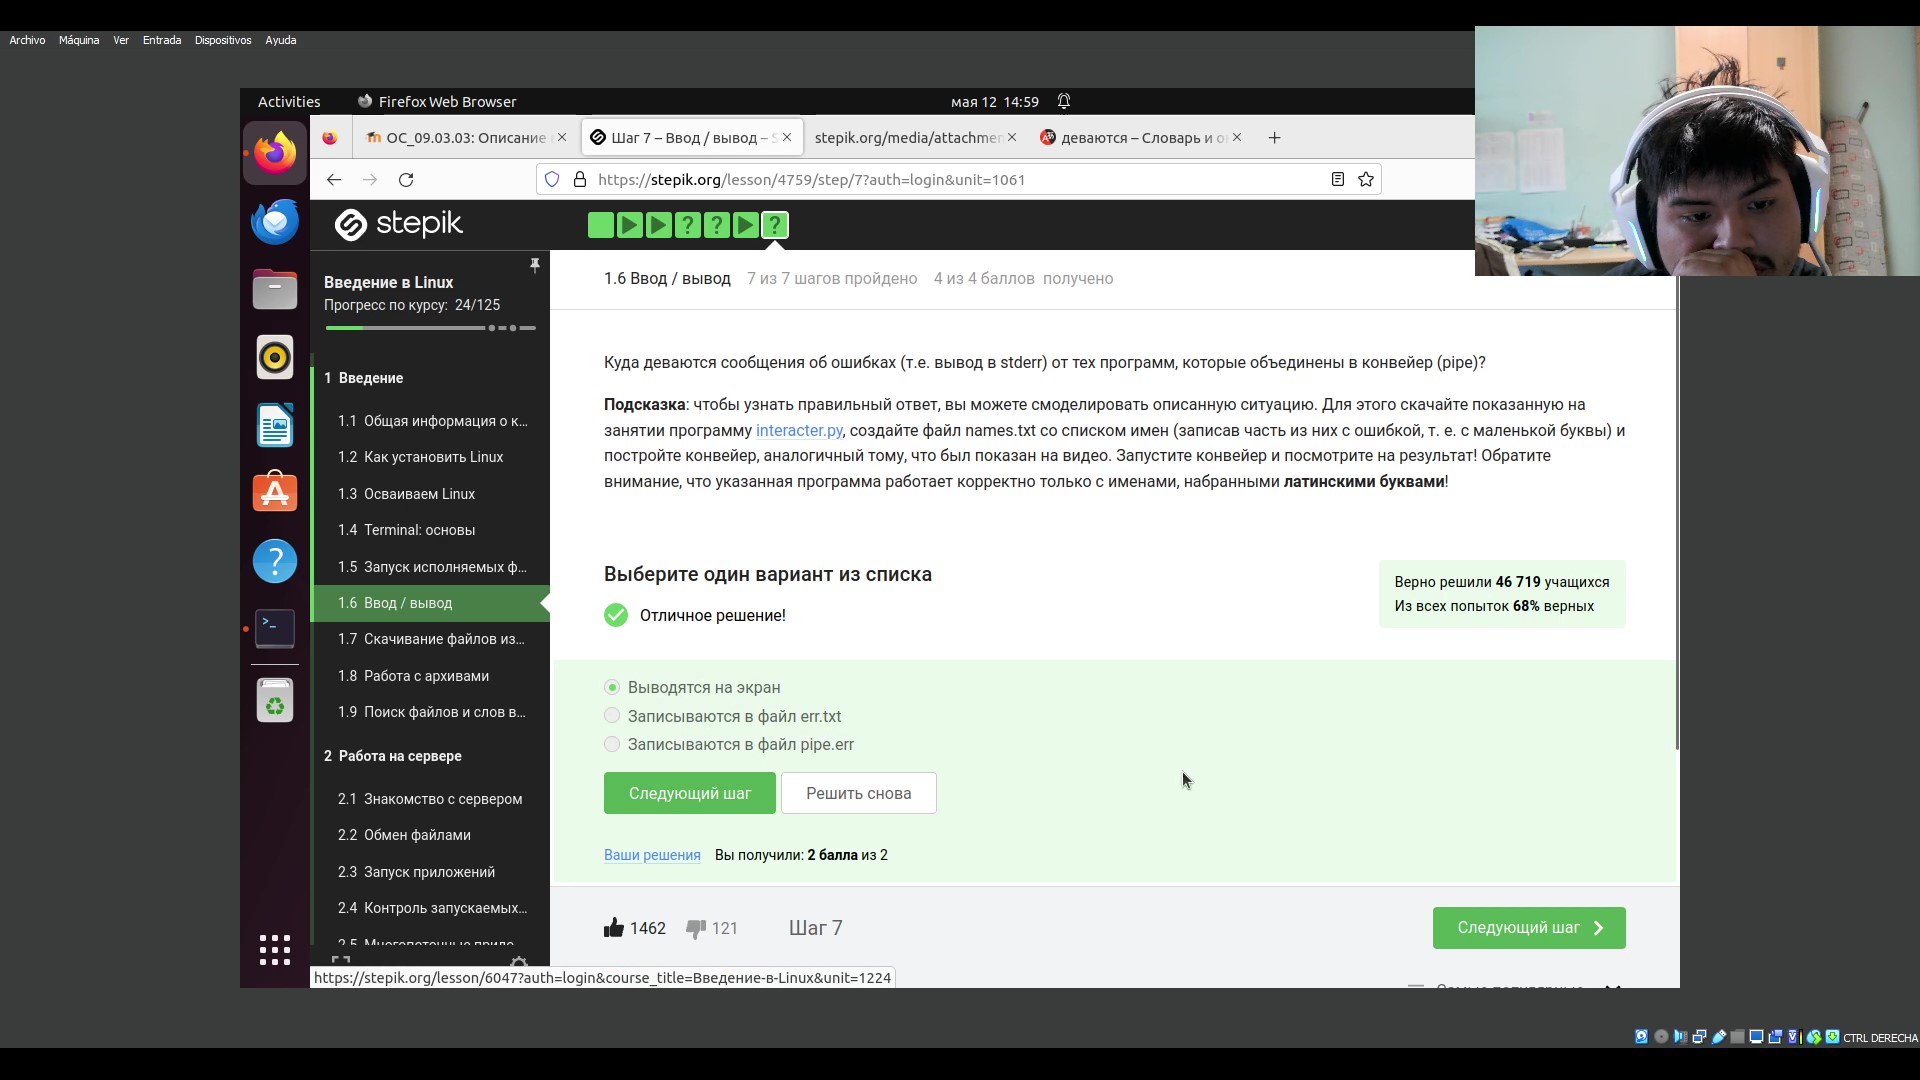 Archivo Máquina Ver Entrada Dispositivos Ayuda
Activities Firefox Web Browser мая 12 14:59
ОС_09.03.03: Описание Шаг 7 – Ввод / вывод – S stepik.org/media/attachmen деваются – Словарь и о
https://stepik.org/lesson/4759/step/7?auth=login&unit=1061
stepik
Введение в Linux
Прогресс по курсу: 24/125
1 Введение
1.1 Общая информация о к...
1.2 Как установить Linux
1.3 Осваиваем Linux
1.4 Terminal: основы
1.5 Запуск исполняемых ф...
1.6 Ввод / вывод
1.7 Скачивание файлов из...
1.8 Работа с архивами
1.9 Поиск файлов и слов в...
2 Работа на сервере
2.1 Знакомство с сервером
2.2 Обмен файлами
2.3 Запуск приложений
2.4 Контроль запускаемых...
2.5 Многопоточные прило...
1.6 Ввод / вывод 7 из 7 шагов пройдено 4 из 4 баллов получено
Куда деваются сообщения об ошибках (т.е. вывод в stderr) от тех программ, которые объединены в конвейер (pipe)?
Подсказка: чтобы узнать правильный ответ, вы можете смоделировать описанную ситуацию. Для этого скачайте показанную на
занятии программу interacter.py, создайте файл names.txt со списком имен (записав часть из них с ошибкой, т. е. с маленькой буквы) и
постройте конвейер, аналогичный тому, что был показан на видео. Запустите конвейер и посмотрите на результат! Обратите
внимание, что указанная программа работает корректно только с именами, набранными латинскими буквами!
Выберите один вариант из списка
Отличное решение!
Верно решили 46 719 учащихся
Из всех попыток 68% верных
Выводятся на экран
Записываются в файл err.txt
Записываются в файл pipe.err
Следующий шаг Решить снова
Ваши решения Вы получили: 2 балла из 2
1462 121 Шаг 7 Следующий шаг
https://stepik.org/lesson/6047?auth=login&course_title=Введение-в-Linux&unit=1224
Самые популярные
CTRL DERECHA